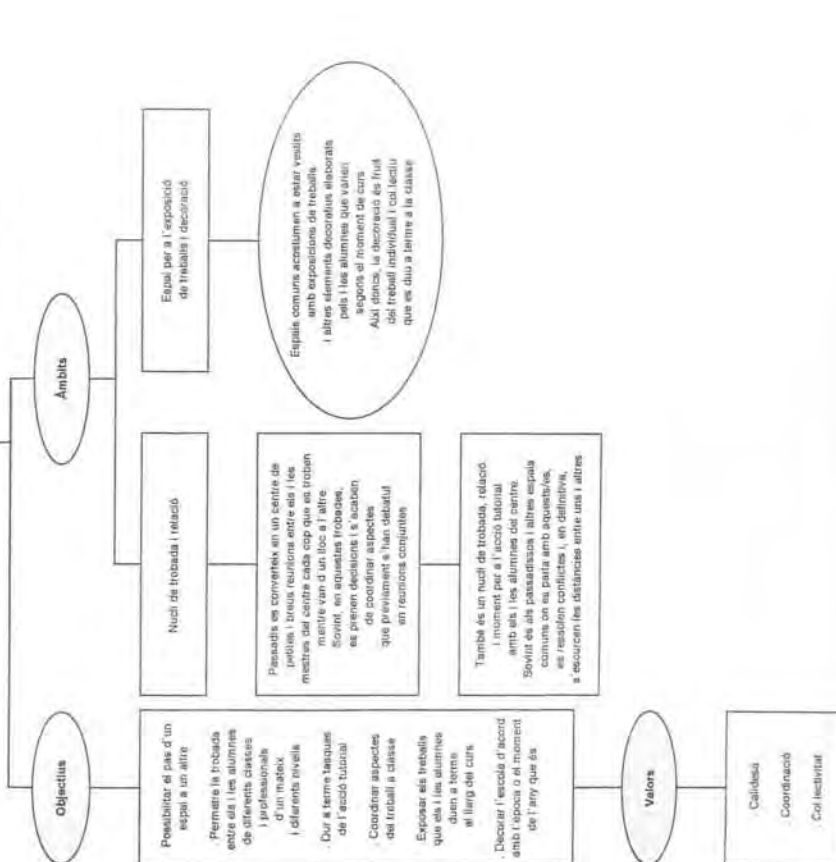 Objectius
. Possibilitar el pas d'un
espai a un altre
. Permetre la trobada
entre els i les alumnes
de diferents classes
i professionals
d'un mateix
i diferents nivells
. Dur a terme tasques
de l'acció tutorial
. Coordinar aspectes
del treball a classe
. Exposar els treballs
que els i les alumnes
duen a terme
al llarg del curs
. Decorar l'escola d'acord
amb l'època o el moment
de l'any que és
Valors
. Calidesa
. Coordinació
. Col·lectivitat
Àmbits
Nucli de trobada i relació
Passadís es converteix en un centre de
petites i breus reunions entre els i les
mestres del centre cada cop que es troben
mentre van d'un lloc a l'altre.
Sovint, en aquestes trobades,
es prenen decisions i s'acaben
de coordinar aspectes
que prèviament s'han debatut
en reunions conjuntes
També és un nucli de trobada, relació
i moment per a l'acció tutorial
amb els i les alumnes del centre.
Sovint és als passadissos i altres espais
comuns on es parla amb aquests/es,
es ressolen conflictes i, en definitiva,
s'escurcen les distàncies entre uns i altres
Espai per a l'exposició
de treballs i decoració
Espais comuns acostumen a estar vestits
amb exposicions de treballs
i altres elements decoratius elaborats
pels i les alumnes que varien
segons el moment de curs
Així doncs, la decoració és fruit
del treball individual i col·lectiu
que es duu a terme a la classe